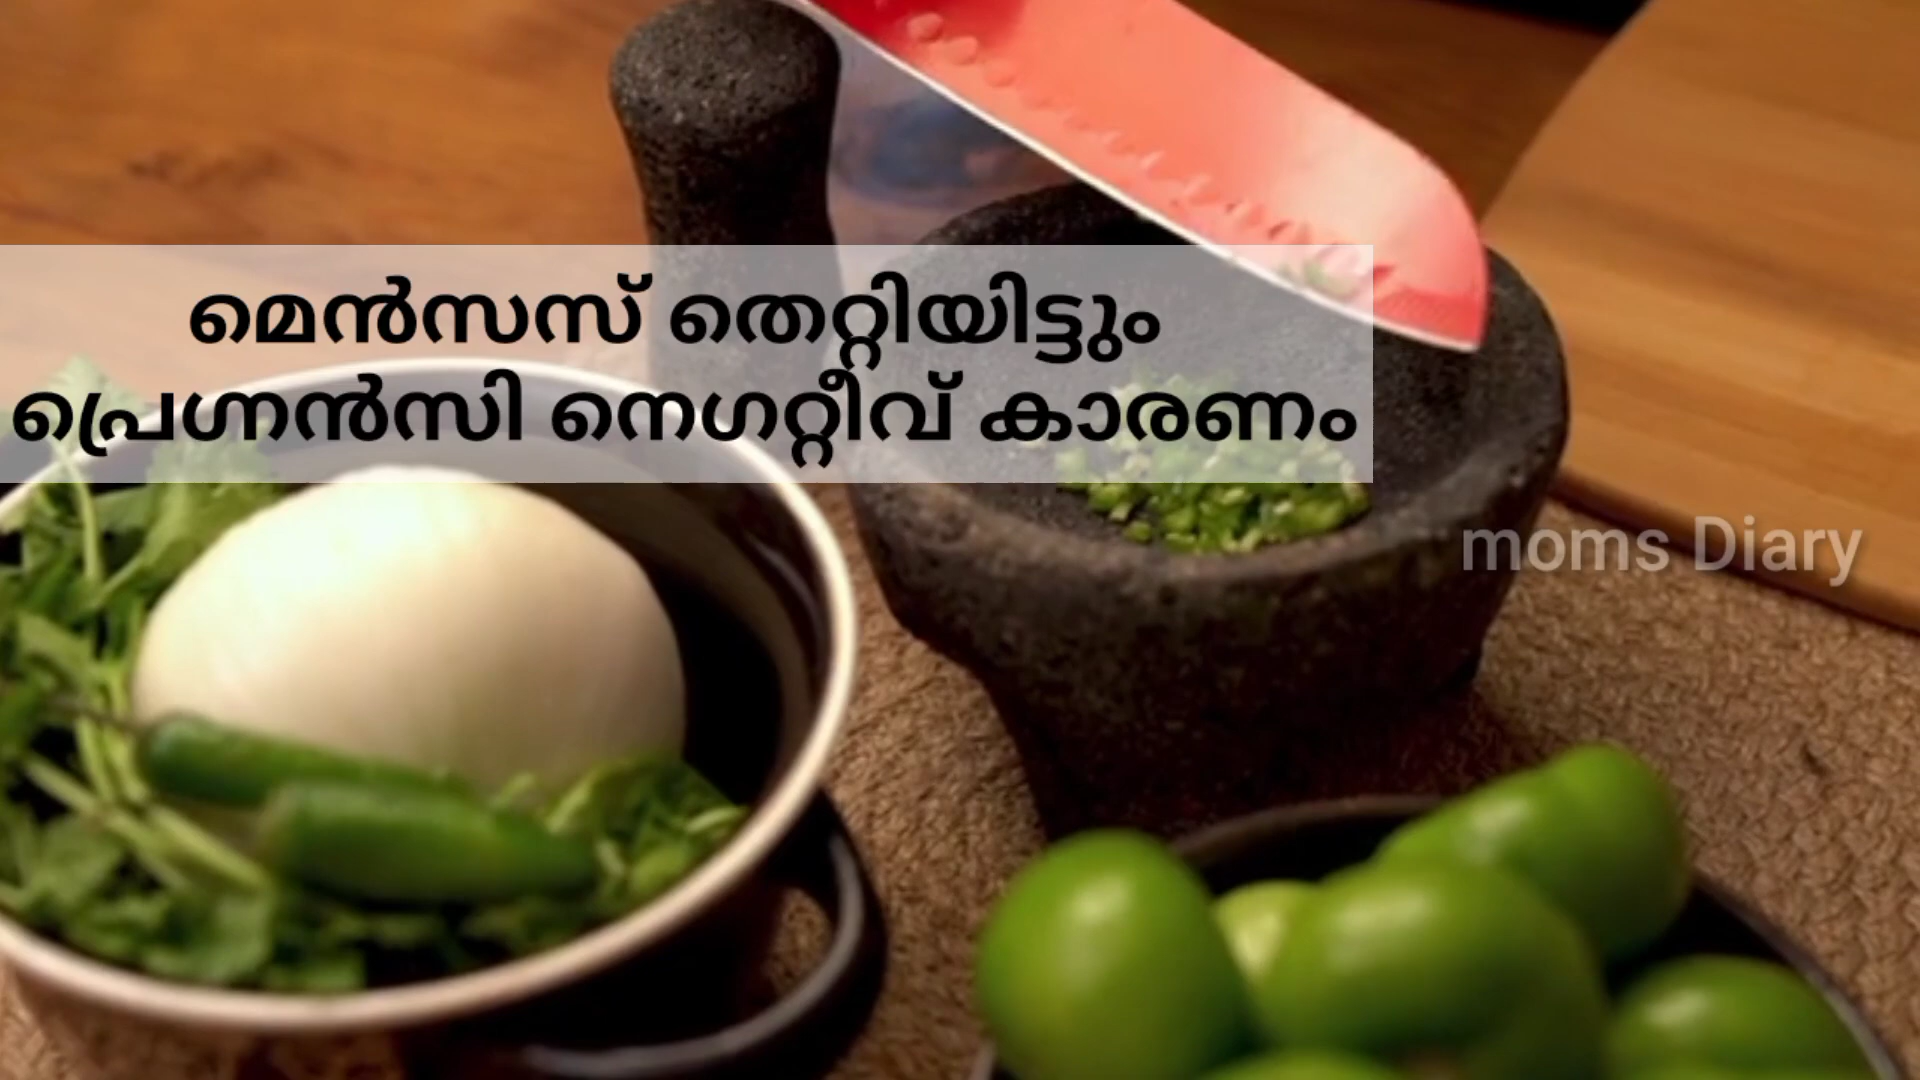 മെൻസസ് തെറ്റിയിട്ടും
പ്രെഗ്നൻസി നെഗറ്റീവ് കാരണം
moms Diary